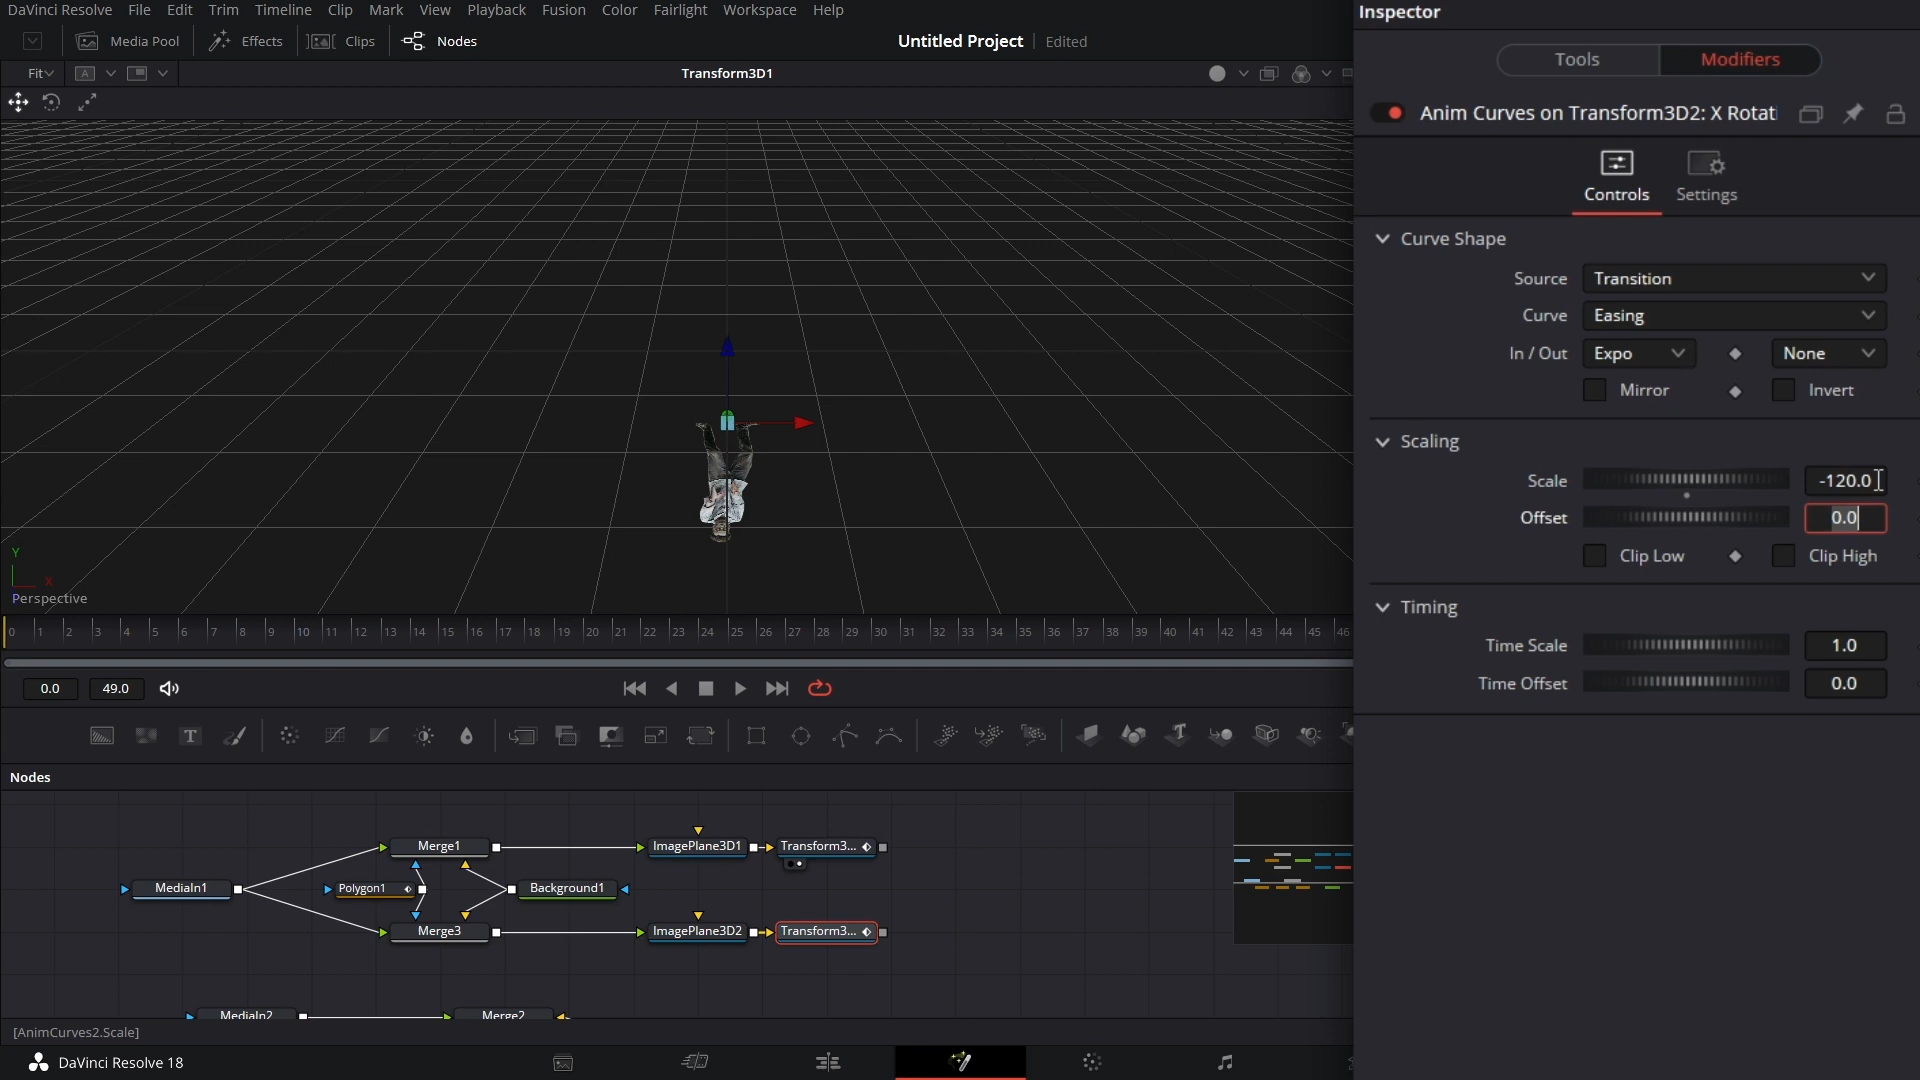 DaVinci Resolve File Edit Trim Timeline Clip Mark View Playback Fusion Color Fairlight Workspace Help
Media Pool Effects Clips Nodes
Untitled Project Edited
Fit A Transform3D1
Y
X
Perspective
0 1 2 3 4 5 6 7 8 9 10 11 12 13 14 15 16 17 18 19 20 21 22 23 24 25 26 27 28 29 30 31 32 33 34 35 36 37 38 39 40 41 42 43 44 45 46
0.0 49.0
T T
Nodes
Merge1 ImagePlane3D1 Transform3...
MediaIn1 Polygon1 Background1
Merge3 ImagePlane3D2 Transform3...
MediaIn2 Merge2
[AnimCurves2.Scale]
DaVinci Resolve 18
Inspector
Tools Modifiers
Anim Curves on Transform3D2: X Rotati
Controls Settings
Curve Shape
Source Transition
Curve Easing
In / Out Expo None
Mirror Invert
Scaling
Scale -120.0
Offset 0.0
Clip Low Clip High
Timing
Time Scale 1.0
Time Offset 0.0